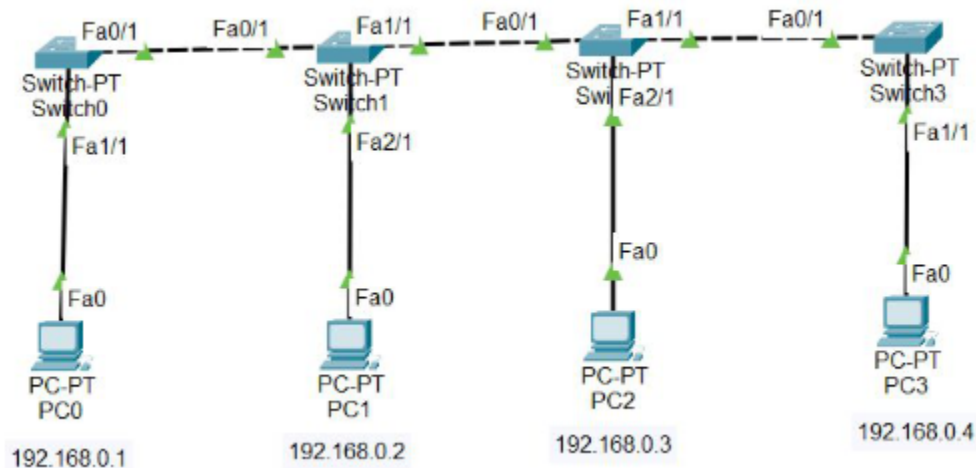 Fa0/1 Fa0/1 Fa1/1 Fa0/1 Fa1/1 Fa0/1
Switch-PT Switch-PT Switch-PT Switch-PT
Switch0 Switch1 Swi Switch3
Fa2/1
Fa1/1 Fa2/1 Fa1/1
Fa0
Fa0 Fa0 Fa0
PC-PT PC-PT PC-PT PC-PT
PC0 PC1 PC2 PC3
192.168.0.1 192.168.0.2 192.168.0.3 192.168.0.4